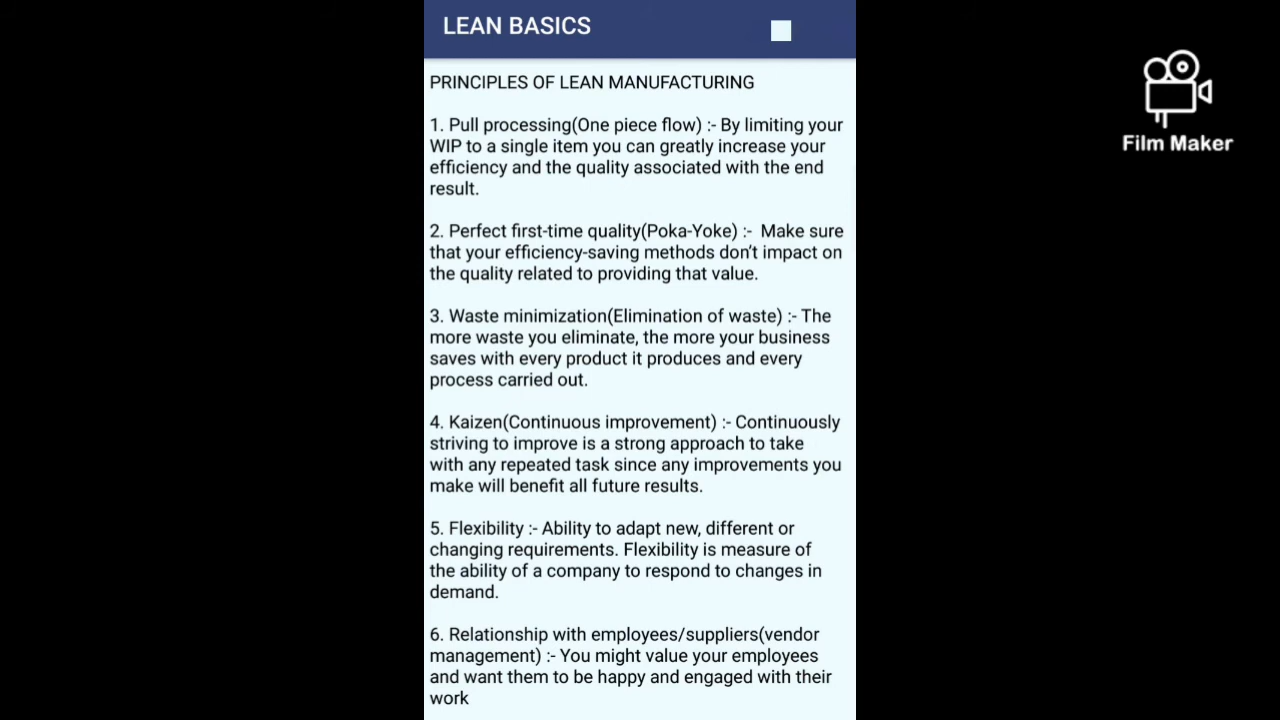 LEAN BASICS
PRINCIPLES OF LEAN MANUFACTURING
1. Pull processing(One piece flow) :- By limiting your
WIP to a single item you can greatly increase your
efficiency and the quality associated with the end
result.
2. Perfect first-time quality(Poka-Yoke) :-  Make sure
that your efficiency-saving methods don't impact on
the quality related to providing that value.
3. Waste minimization(Elimination of waste) :- The
more waste you eliminate, the more your business
saves with every product it produces and every
process carried out.
4. Kaizen(Continuous improvement) :- Continuously
striving to improve is a strong approach to take
with any repeated task since any improvements you
make will benefit all future results.
5. Flexibility :- Ability to adapt new, different or
changing requirements. Flexibility is measure of
the ability of a company to respond to changes in
demand.
6. Relationship with employees/suppliers(vendor
management) :- You might value your employees
and want them to be happy and engaged with their
work
Film Maker